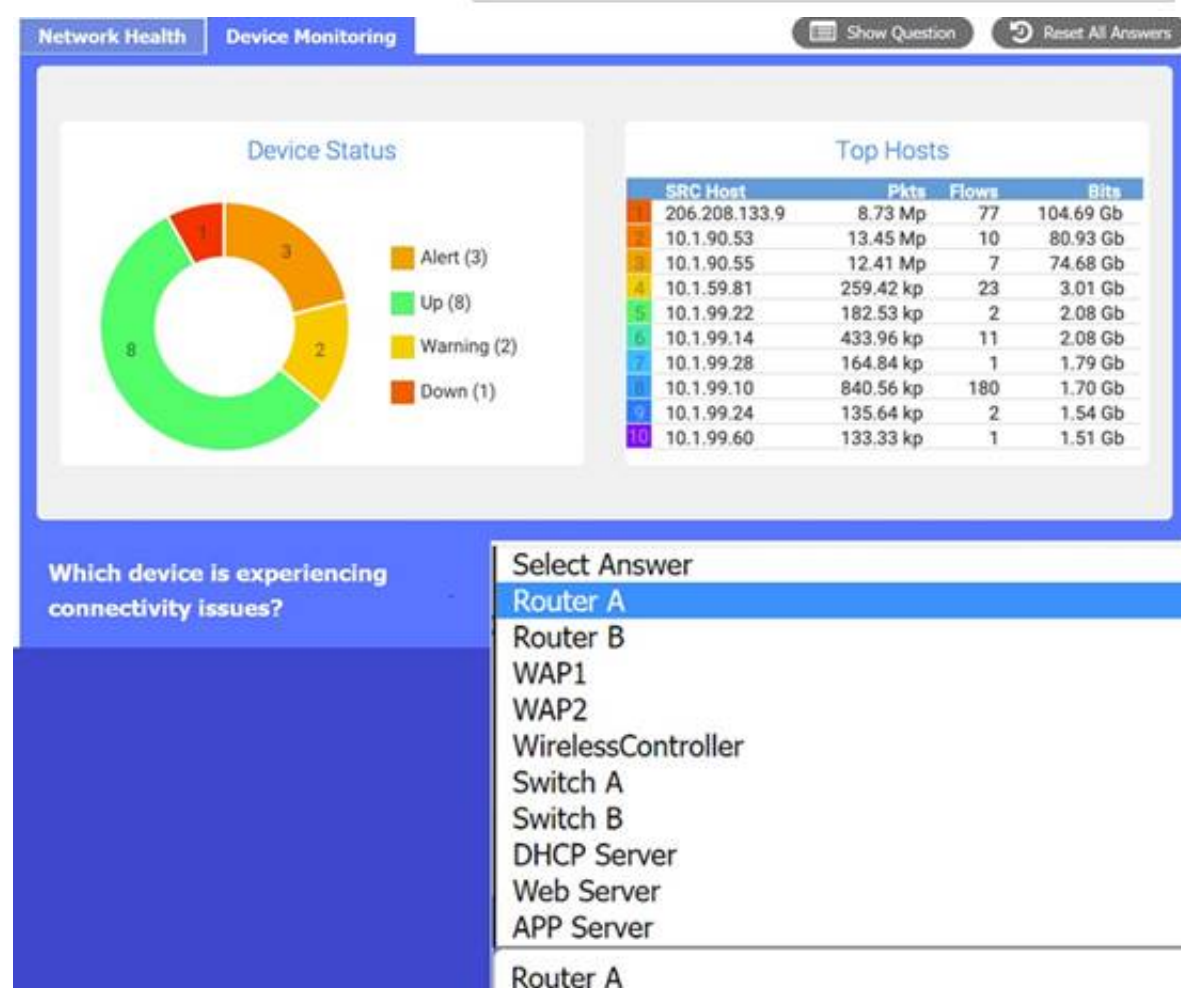 Network Health Device Monitoring Show Question Reset All Answers
Device Status
1
3
8
2
Alert (3)
Up (8)
Warning (2)
Down (1)
Top Hosts
SRC Host Pkts Flows Bits
1 206.208.133.9 8.73 Mp 77 104.69 Gb
2 10.1.90.53 13.45 Mp 10 80.93 Gb
3 10.1.90.55 12.41 Mp 7 74.68 Gb
4 10.1.59.81 259.42 kp 23 3.01 Gb
5 10.1.99.22 182.53 kp 2 2.08 Gb
6 10.1.99.14 433.96 kp 11 2.08 Gb
7 10.1.99.28 164.84 kp 1 1.79 Gb
8 10.1.99.10 840.56 kp 180 1.70 Gb
9 10.1.99.24 135.64 kp 2 1.54 Gb
10 10.1.99.60 133.33 kp 1 1.51 Gb
Which device is experiencing
connectivity issues?
Select Answer
Router A
Router B
WAP1
WAP2
WirelessController
Switch A
Switch B
DHCP Server
Web Server
APP Server
Router A